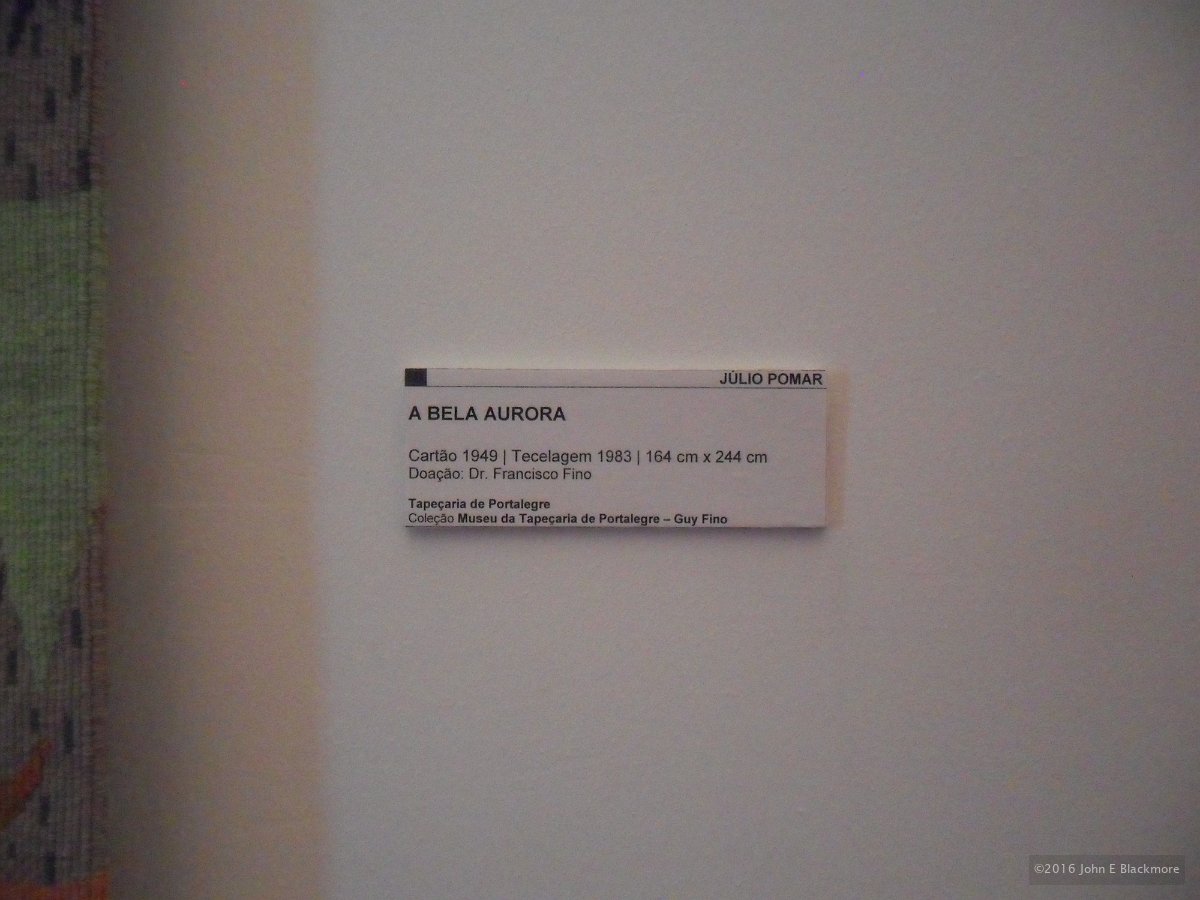 JÚLIO POMAR
A BELA AURORA
Cartão 1949 | Tecelagem 1983 | 164 cm x 244 cm
Doação: Dr. Francisco Fino
Tapeçaria de Portalegre
Coleção Museu da Tapeçaria de Portalegre – Guy Fino
©2016 John E Blackmore